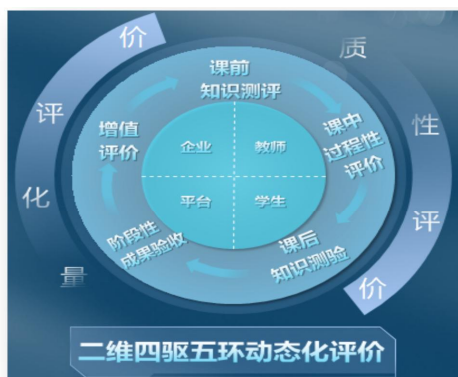 量化评价
质性评价
课前
知识测评
课中
过程性
评价
课后
知识测验
阶段性
成果验收
增值
评价
企业
教师
平台
学生
二维四驱五环动态化评价